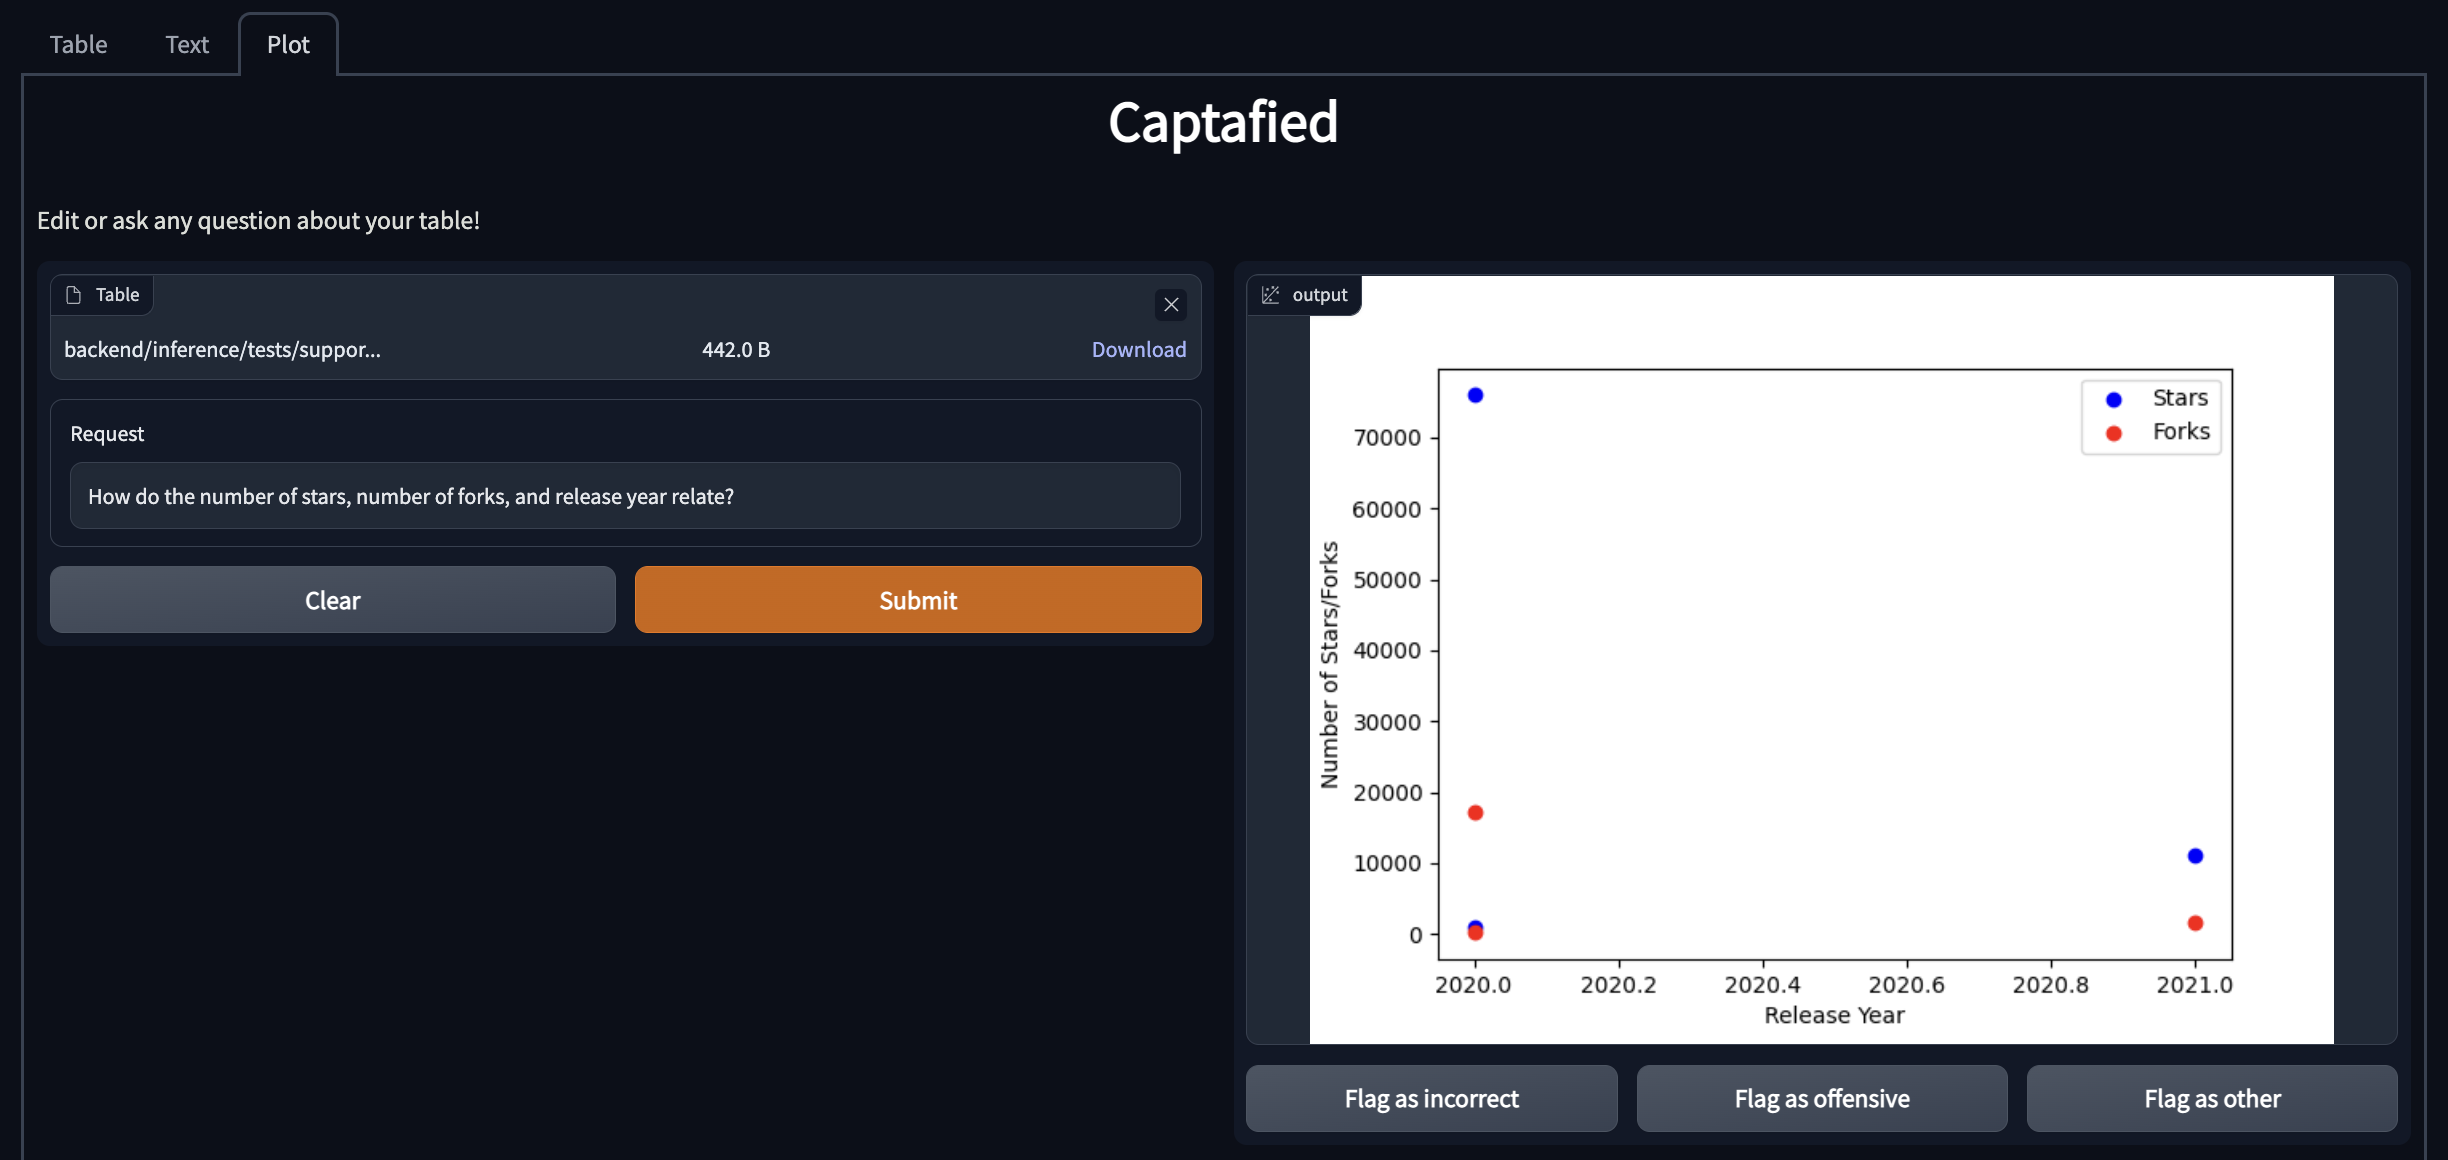 Table Text Plot
Captafied
Edit or ask any question about your table!
Table
backend/inference/tests/suppor... 442.0 B Download
Request
How do the number of stars, number of forks, and release year relate?
Clear Submit
output
Stars
Forks
Number of Stars/Forks
70000
60000
50000
40000
30000
20000
10000
0
2020.0 2020.2 2020.4 2020.6 2020.8 2021.0
Release Year
Flag as incorrect Flag as offensive Flag as other